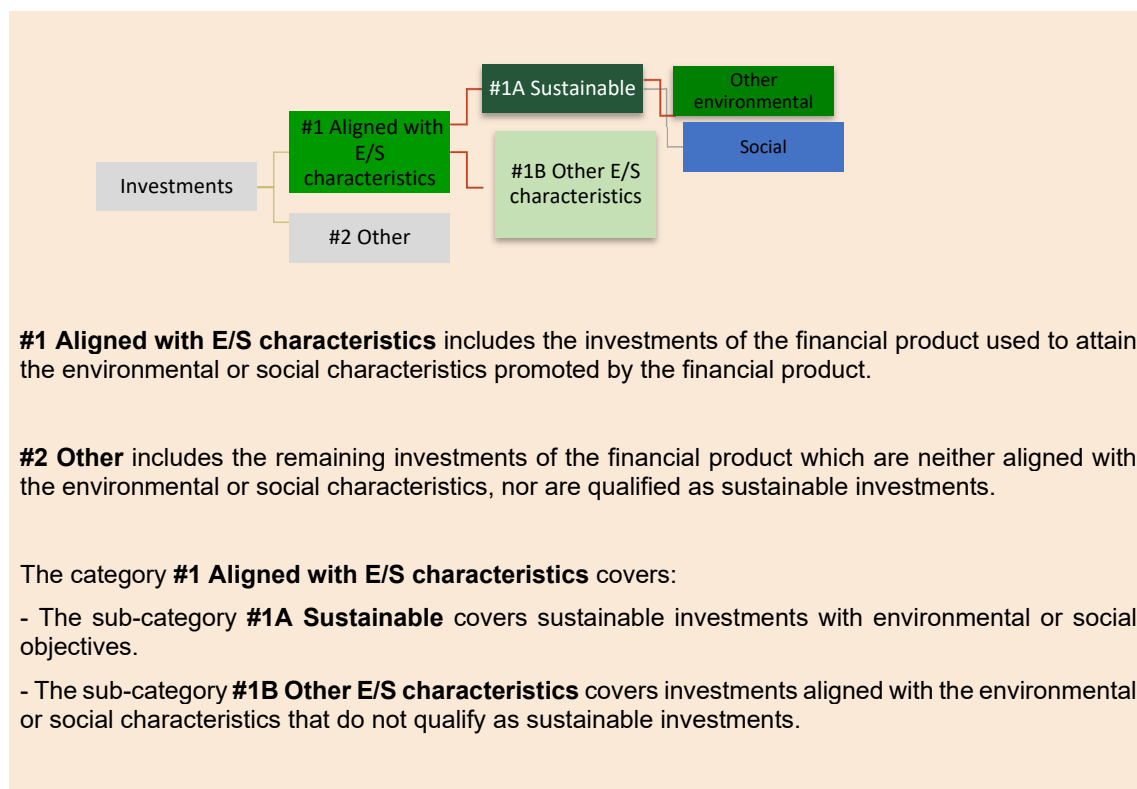 #1A Sustainable
Other
environmental
#1 Aligned with
E/S
characteristics
Social
#1B Other E/S
characteristics
Investments
#2 Other
#1 Aligned with E/S characteristics includes the investments of the financial product used to attain
the environmental or social characteristics promoted by the financial product.
#2 Other includes the remaining investments of the financial product which are neither aligned with
the environmental or social characteristics, nor are qualified as sustainable investments.
The category #1 Aligned with E/S characteristics covers:
- The sub-category #1A Sustainable covers sustainable investments with environmental or social
objectives.
- The sub-category #1B Other E/S characteristics covers investments aligned with the environmental
or social characteristics that do not qualify as sustainable investments.